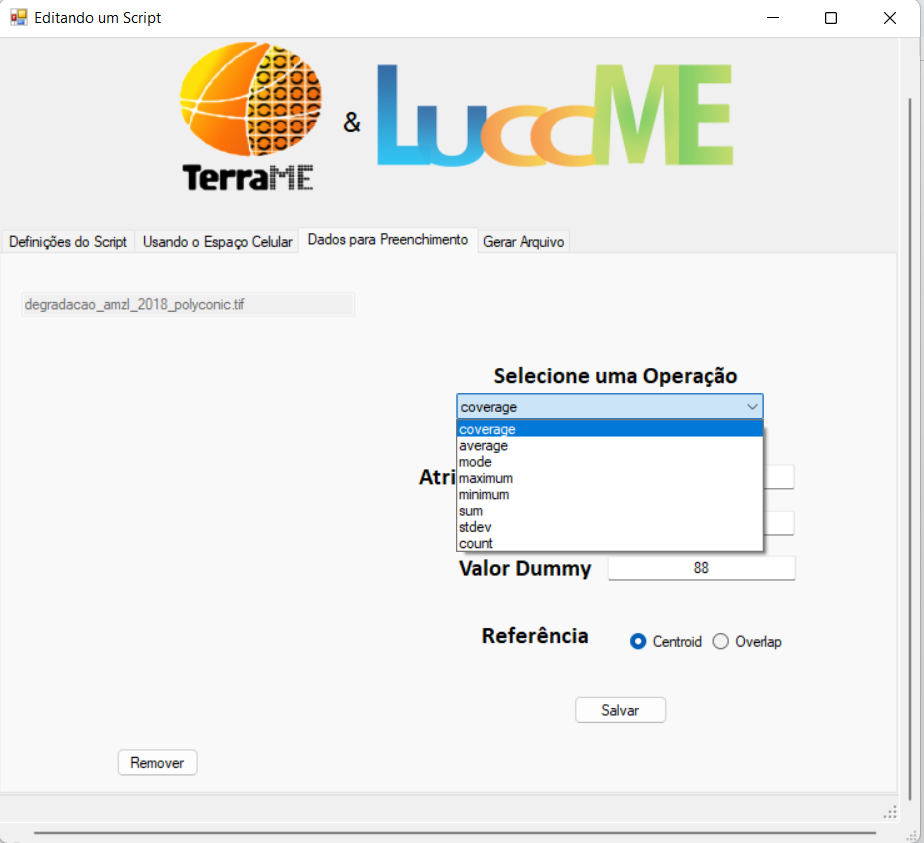 Editando um Script
TerraME
&
LuccME
Definições do Script
Usando o Espaço Celular
Dados para Preenchimento
Gerar Arquivo
degradacao_amzl_2018_polyconic.tif
Selecione uma Operação
coverage
coverage
average
mode
maximum
minimum
sum
stdev
count
Atri
Valor Dummy 88
Referência Centroid Overlap
Salvar
Remover